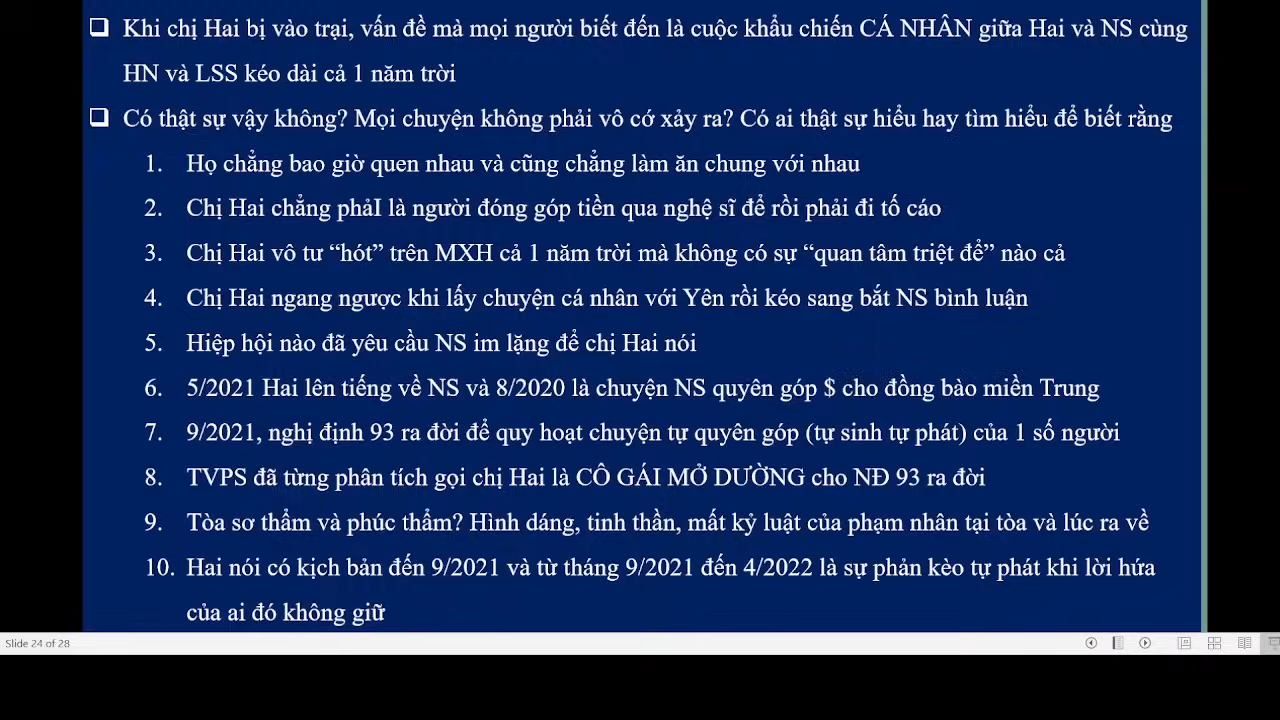 ❑ Khi chị Hai bị vào trại, vấn đề mà mọi người biết đến là cuộc khẩu chiến CÁ NHÂN giữa Hai và NS cùng
HN và LSS kéo dài cả 1 năm trời
❑ Có thật sự vậy không? Mọi chuyện không phải vô cớ xảy ra? Có ai thật sự hiểu hay tìm hiểu để biết rằng
1. Họ chẳng bao giờ quen nhau và cũng chẳng làm ăn chung với nhau
2. Chị Hai chẳng phảI là người đóng góp tiền qua nghệ sĩ để rồi phải đi tố cáo
3. Chị Hai vô tư “hót” trên MXH cả 1 năm trời mà không có sự “quan tâm triệt để” nào cả
4. Chị Hai ngang ngược khi lấy chuyện cá nhân với Yên rồi kéo sang bắt NS bình luận
5. Hiệp hội nào đã yêu cầu NS im lặng để chị Hai nói
6. 5/2021 Hai lên tiếng về NS và 8/2020 là chuyện NS quyên góp $ cho đồng bào miền Trung
7. 9/2021, nghị định 93 ra đời để quy hoạt chuyện tự quyên góp (tự sinh tự phát) của 1 số người
8. TVPS đã từng phân tích gọi chị Hai là CÔ GÁI MỞ DƯỜNG cho NĐ 93 ra đời
9. Tòa sơ thẩm và phúc thẩm? Hình dáng, tinh thần, mất kỷ luật của phạm nhân tại tòa và lúc ra về
10. Hai nói có kịch bản đến 9/2021 và từ tháng 9/2021 đến 4/2022 là sự phản kèo tự phát khi lời hứa
của ai đó không giữ
Slide 24 of 28